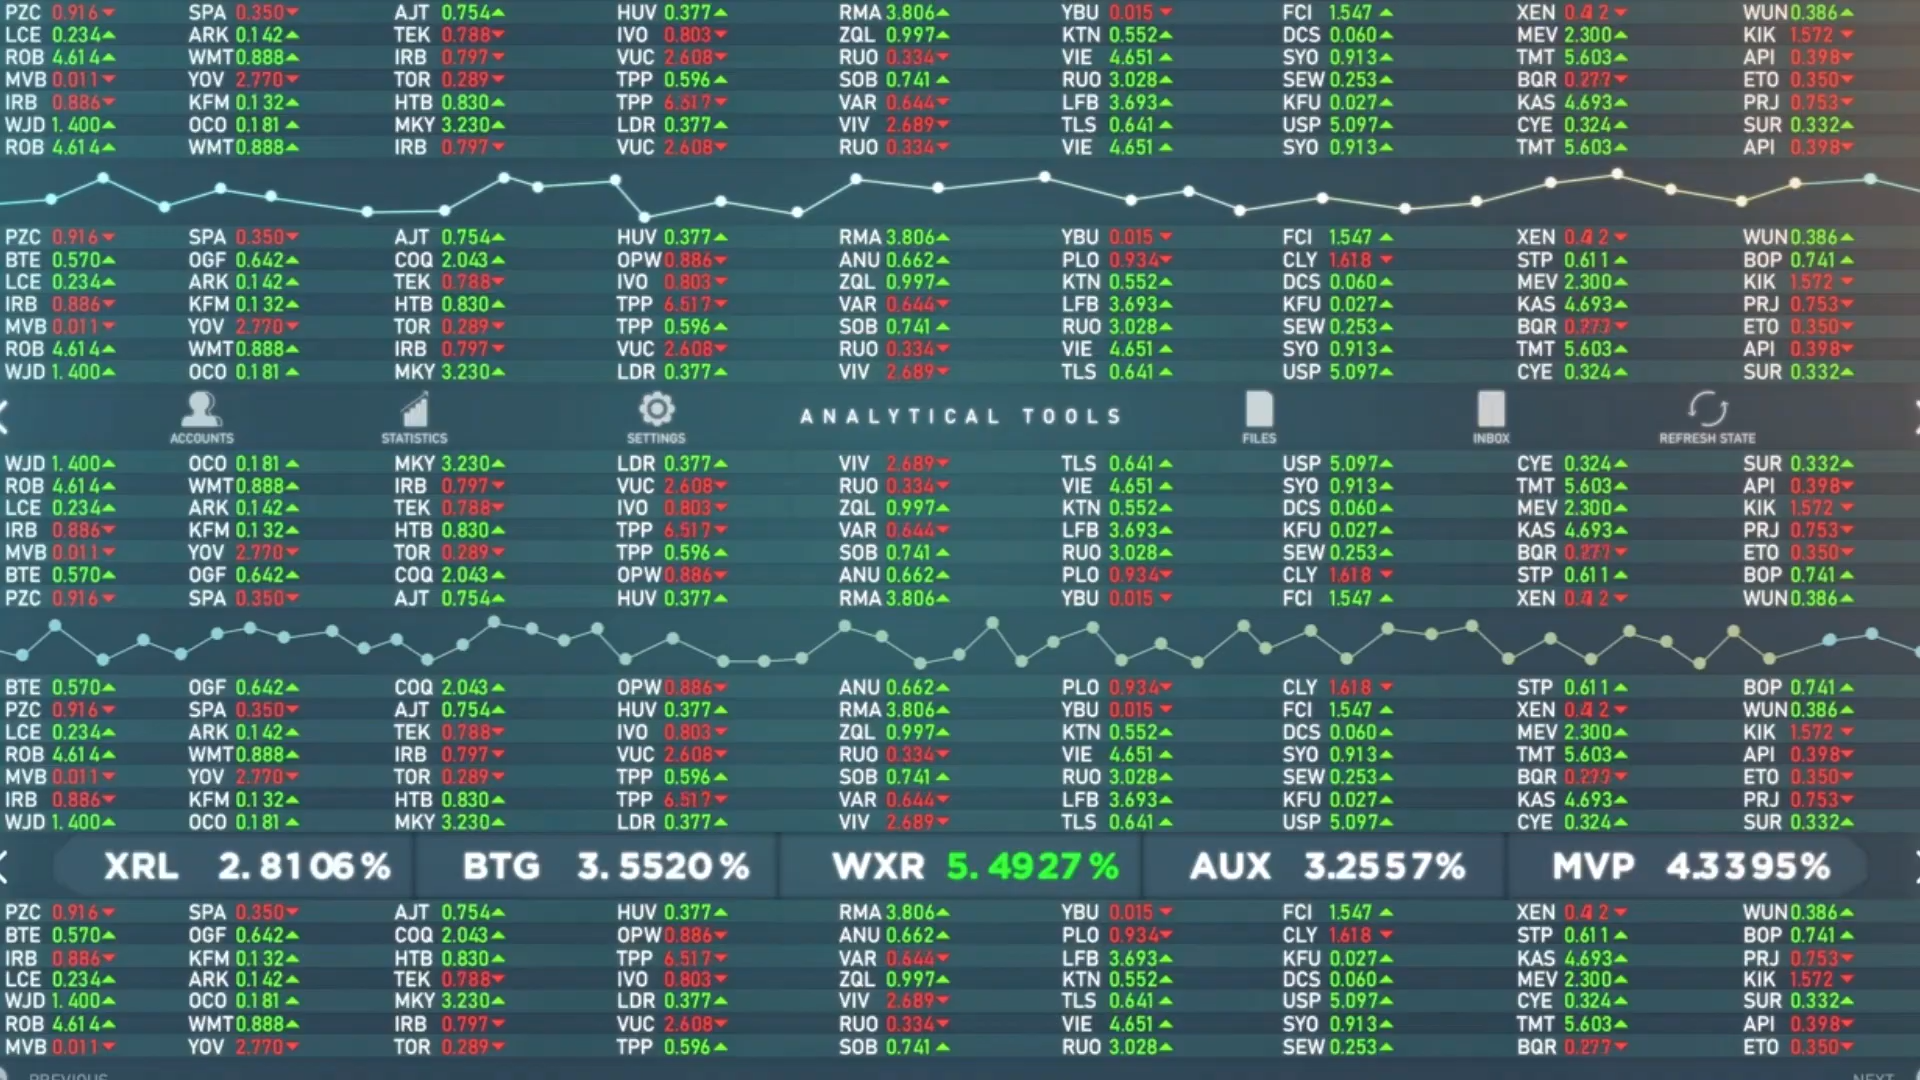 PZC 0.916 SPA 0.350 AJT 0.754 HUV 0.377 RMA 3.806 YBU 0.015 FCI 1.547 XEN WUN 0.386
LCE 0.234 ARK 0.142 TEK 0.788 IVO 0.803 ZQL 0.997 KTN 0.552 DCS 0.060 MEV 2.300 KIK 1.572
ROB 4.614 WMT 0.888 IRB 0.797 VUC 2.608 RUO 0.334 VIE 4.651 SYO 0.913 TMT 5.603 API 0.398
MVB 0.011 YOV 2.770 TOR 0.289 TPP 0.596 SOB 0.741 RUO 3.028 SEW 0.253 BQR 0.277 ETO 0.350
IRB 0.886 KFM 0.132 HTB 0.830 TPP 6.517 VAR 0.644 LFB 3.693 KFU 0.027 KAS 4.693 PRJ 0.753
WJD 1.400 OCO 0.181 MKY 3.230 LDR 0.377 VIV 2.689 TLS 0.641 USP 5.097 CYE 0.324 SUR 0.332
ROB 4.614 WMT 0.888 IRB 0.797 VUC 2.608 RUO 0.334 VIE 4.651 SYO 0.913 TMT 5.603 API 0.398
PZC 0.916 SPA 0.350 AJT 0.754 HUV 0.377 RMA 3.806 YBU 0.015 FCI 1.547 XEN WUN 0.386
BTE 0.570 OGF 0.642 COQ 2.043 OPW 0.886 ANU 0.662 PLO 0.934 CLY 1.618 STP 0.611 BOP 0.741
LCE 0.234 ARK 0.142 TEK 0.788 IVO 0.803 ZQL 0.997 KTN 0.552 DCS 0.060 MEV 2.300 KIK 1.572
IRB 0.886 KFM 0.132 HTB 0.830 TPP 6.517 VAR 0.644 LFB 3.693 KFU 0.027 KAS 4.693 PRJ 0.753
MVB 0.011 YOV 2.770 TOR 0.289 TPP 0.596 SOB 0.741 RUO 3.028 SEW 0.253 BQR 0.277 ETO 0.350
ROB 4.614 WMT 0.888 IRB 0.797 VUC 2.608 RUO 0.334 VIE 4.651 SYO 0.913 TMT 5.603 API 0.398
WJD 1.400 OCO 0.181 MKY 3.230 LDR 0.377 VIV 2.689 TLS 0.641 USP 5.097 CYE 0.324 SUR 0.332
ACCOUNTS STATISTICS SETTINGS ANALYTICAL TOOLS FILES INBOX REFRESH STATE
WJD 1.400 OCO 0.181 MKY 3.230 LDR 0.377 VIV 2.689 TLS 0.641 USP 5.097 CYE 0.324 SUR 0.332
ROB 4.614 WMT 0.888 IRB 0.797 VUC 2.608 RUO 0.334 VIE 4.651 SYO 0.913 TMT 5.603 API 0.398
LCE 0.234 ARK 0.142 TEK 0.788 IVO 0.803 ZQL 0.997 KTN 0.552 DCS 0.060 MEV 2.300 KIK 1.572
IRB 0.886 KFM 0.132 HTB 0.830 TPP 6.517 VAR 0.644 LFB 3.693 KFU 0.027 KAS 4.693 PRJ 0.753
MVB 0.011 YOV 2.770 TOR 0.289 TPP 0.596 SOB 0.741 RUO 3.028 SEW 0.253 BQR 0.277 ETO 0.350
BTE 0.570 OGF 0.642 COQ 2.043 OPW 0.886 ANU 0.662 PLO 0.934 CLY 1.618 STP 0.611 BOP 0.741
PZC 0.916 SPA 0.350 AJT 0.754 HUV 0.377 RMA 3.806 YBU 0.015 FCI 1.547 XEN WUN 0.386
BTE 0.570 OGF 0.642 COQ 2.043 OPW 0.886 ANU 0.662 PLO 0.934 CLY 1.618 STP 0.611 BOP 0.741
PZC 0.916 SPA 0.350 AJT 0.754 HUV 0.377 RMA 3.806 YBU 0.015 FCI 1.547 XEN WUN 0.386
LCE 0.234 ARK 0.142 TEK 0.788 IVO 0.803 ZQL 0.997 KTN 0.552 DCS 0.060 MEV 2.300 KIK 1.572
ROB 4.614 WMT 0.888 IRB 0.797 VUC 2.608 RUO 0.334 VIE 4.651 SYO 0.913 TMT 5.603 API 0.398
MVB 0.011 YOV 2.770 TOR 0.289 TPP 0.596 SOB 0.741 RUO 3.028 SEW 0.253 BQR 0.277 ETO 0.350
IRB 0.886 KFM 0.132 HTB 0.830 TPP 6.517 VAR 0.644 LFB 3.693 KFU 0.027 KAS 4.693 PRJ 0.753
WJD 1.400 OCO 0.181 MKY 3.230 LDR 0.377 VIV 2.689 TLS 0.641 USP 5.097 CYE 0.324 SUR 0.332
XRL 2.8106% BTG 3.5520% WXR 5.4927% AUX 3.2557% MVP 4.3395%
PZC 0.916 SPA 0.350 AJT 0.754 HUV 0.377 RMA 3.806 YBU 0.015 FCI 1.547 XEN WUN 0.386
BTE 0.570 OGF 0.642 COQ 2.043 OPW 0.886 ANU 0.662 PLO 0.934 CLY 1.618 STP 0.611 BOP 0.741
IRB 0.886 KFM 0.132 HTB 0.830 TPP 6.517 VAR 0.644 LFB 3.693 KFU 0.027 KAS 4.693 PRJ 0.753
LCE 0.234 ARK 0.142 TEK 0.788 IVO 0.803 ZQL 0.997 KTN 0.552 DCS 0.060 MEV 2.300 KIK 1.572
WJD 1.400 OCO 0.181 MKY 3.230 LDR 0.377 VIV 2.689 TLS 0.641 USP 5.097 CYE 0.324 SUR 0.332
ROB 4.614 WMT 0.888 IRB 0.797 VUC 2.608 RUO 0.334 VIE 4.651 SYO 0.913 TMT 5.603 API 0.398
MVB 0.011 YOV 2.770 TOR 0.289 TPP 0.596 SOB 0.741 RUO 3.028 SEW 0.253 BQR 0.277 ETO 0.350
PREVIOUS NEXT